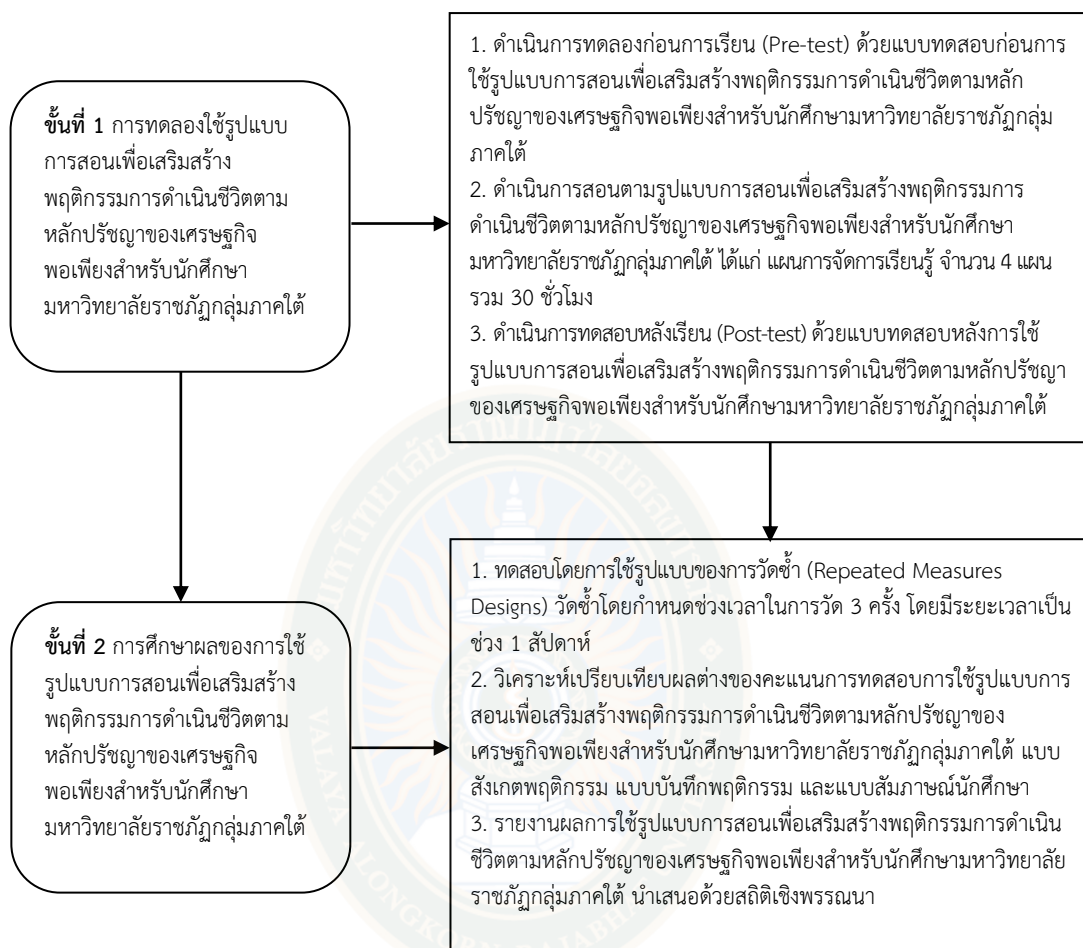 ขั้นที่ 1 การทดลองใช้รูปแบบ
การสอนเพื่อเสริมสร้าง
พฤติกรรมการดำเนินชีวิตตาม
หลักปรัชญาของเศรษฐกิจ
พอเพียงสำหรับนักศึกษา
มหาวิทยาลัยราชภัฏกลุ่มภาคใต้
1. ดำเนินการทดลองก่อนการเรียน (Pre-test) ด้วยแบบทดสอบก่อนการ
ใช้รูปแบบการสอนเพื่อเสริมสร้างพฤติกรรมการดำเนินชีวิตตามหลัก
ปรัชญาของเศรษฐกิจพอเพียงสำหรับนักศึกษามหาวิทยาลัยราชภัฏกลุ่ม
ภาคใต้
2. ดำเนินการสอนตามรูปแบบการสอนเพื่อเสริมสร้างพฤติกรรมการ
ดำเนินชีวิตตามหลักปรัชญาของเศรษฐกิจพอเพียงสำหรับนักศึกษา
มหาวิทยาลัยราชภัฏกลุ่มภาคใต้ ได้แก่ แผนการจัดการเรียนรู้ จำนวน 4 แผน
รวม 30 ชั่วโมง
3. ดำเนินการทดสอบหลังเรียน (Post-test) ด้วยแบบทดสอบหลังการใช้
รูปแบบการสอนเพื่อเสริมสร้างพฤติกรรมการดำเนินชีวิตตามหลักปรัชญา
ของเศรษฐกิจพอเพียงสำหรับนักศึกษามหาวิทยาลัยราชภัฏกลุ่มภาคใต้
ขั้นที่ 2 การศึกษาผลของการใช้
รูปแบบการสอนเพื่อเสริมสร้าง
พฤติกรรมการดำเนินชีวิตตาม
หลักปรัชญาของเศรษฐกิจ
พอเพียงสำหรับนักศึกษา
มหาวิทยาลัยราชภัฏกลุ่มภาคใต้
1. ทดสอบโดยการใช้รูปแบบของการวัดซ้ำ (Repeated Measures
Designs) วัดซ้ำโดยกำหนดช่วงเวลาในการวัด 3 ครั้ง โดยมีระยะเวลาเป็น
ช่วง 1 สัปดาห์
2. วิเคราะห์เปรียบเทียบผลต่างของคะแนนการทดสอบการใช้รูปแบบการ
สอนเพื่อเสริมสร้างพฤติกรรมการดำเนินชีวิตตามหลักปรัชญาของ
เศรษฐกิจพอเพียงสำหรับนักศึกษามหาวิทยาลัยราชภัฏกลุ่มภาคใต้ แบบ
สังเกตพฤติกรรม แบบบันทึกพฤติกรรม และแบบสัมภาษณ์นักศึกษา
3. รายงานผลการใช้รูปแบบการสอนเพื่อเสริมสร้างพฤติกรรมการดำเนิน
ชีวิตตามหลักปรัชญาของเศรษฐกิจพอเพียงสำหรับนักศึกษามหาวิทยาลัย
ราชภัฏกลุ่มภาคใต้ นำเสนอด้วยสถิติเชิงพรรณนา